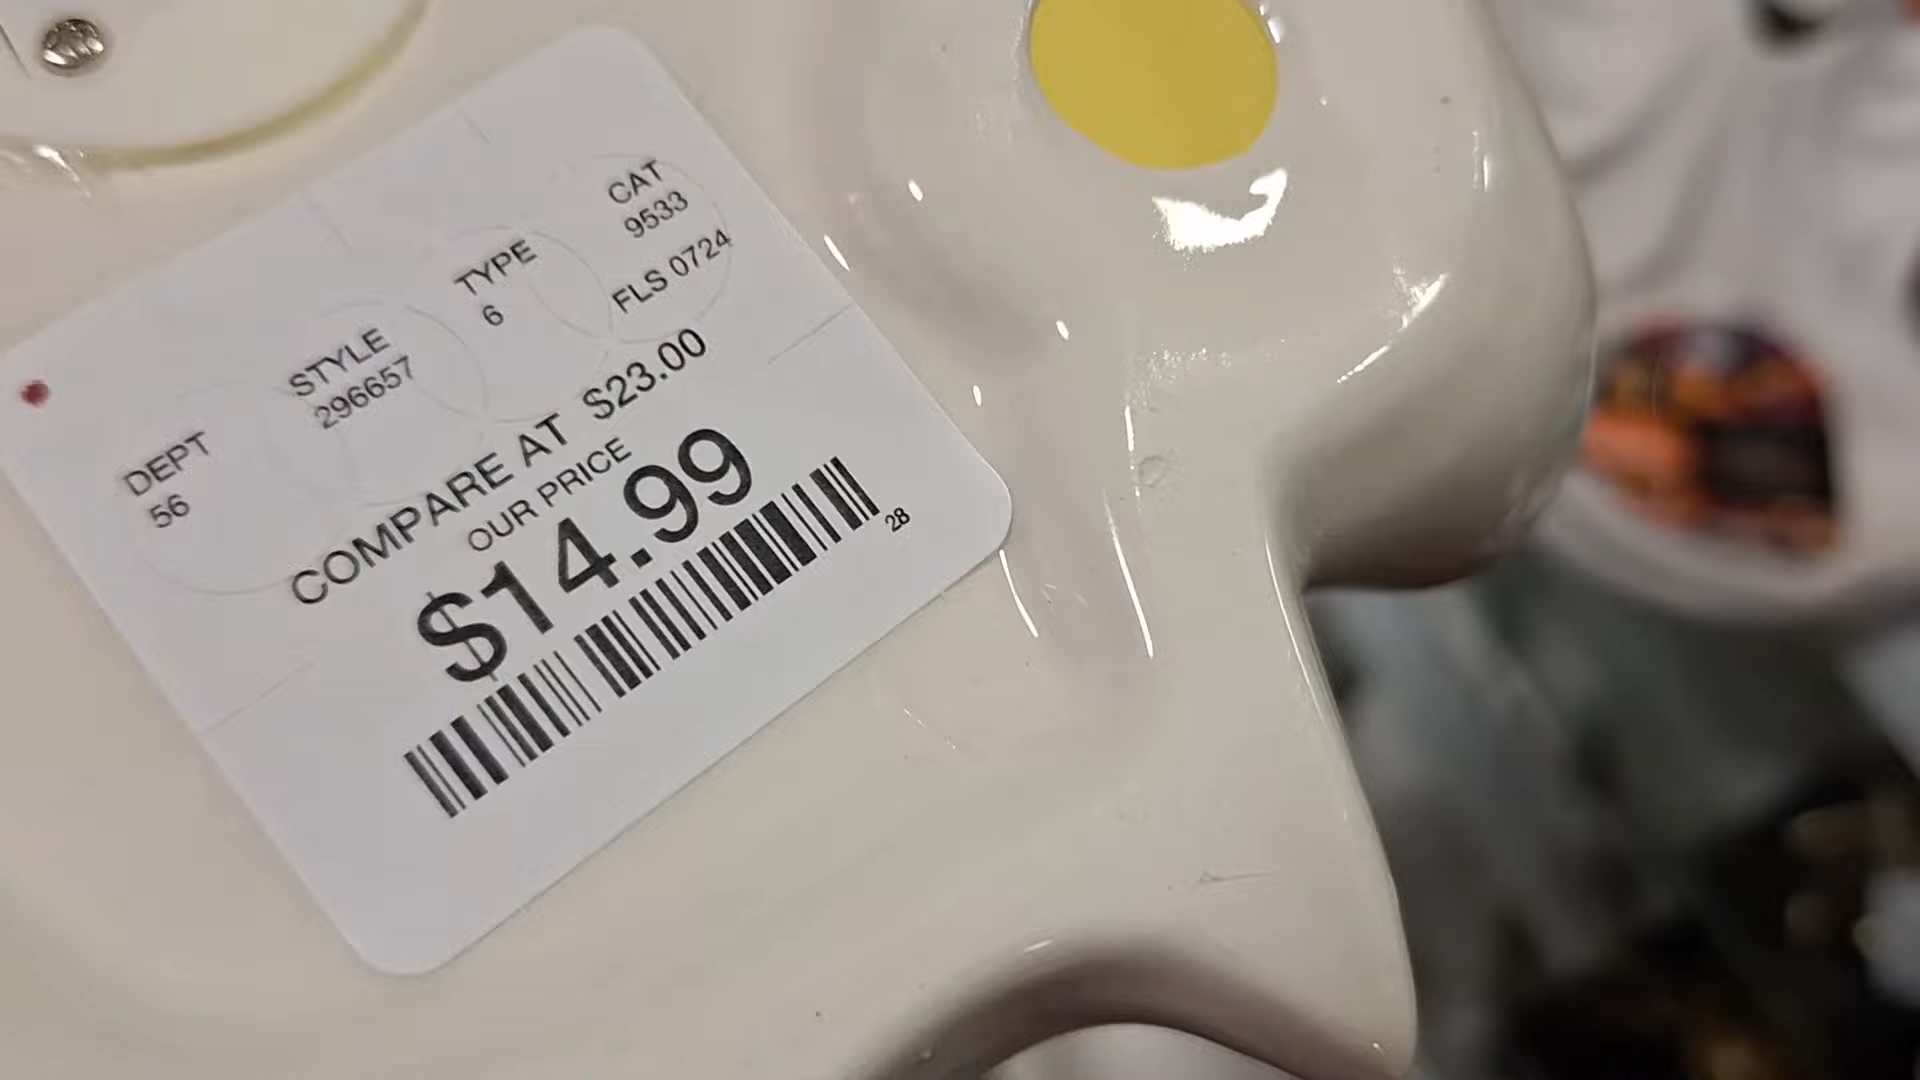 DEPT STYLE TYPE CAT
56 296657 6 9533
FLS 0724
COMPARE AT $23.00
OUR PRICE
$14.99
28